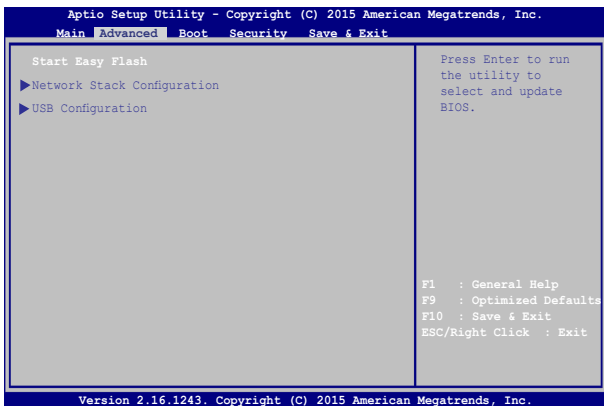 Aptio Setup Utility - Copyright (C) 2015 American Megatrends, Inc.
Main Advanced Boot Security Save & Exit
Start Easy Flash
Network Stack Configuration
USB Configuration
Press Enter to run
the utility to
select and update
BIOS.
F1 : General Help
F9 : Optimized Defaults
F10 : Save & Exit
ESC/Right Click : Exit
Version 2.16.1243. Copyright (C) 2015 American Megatrends, Inc.